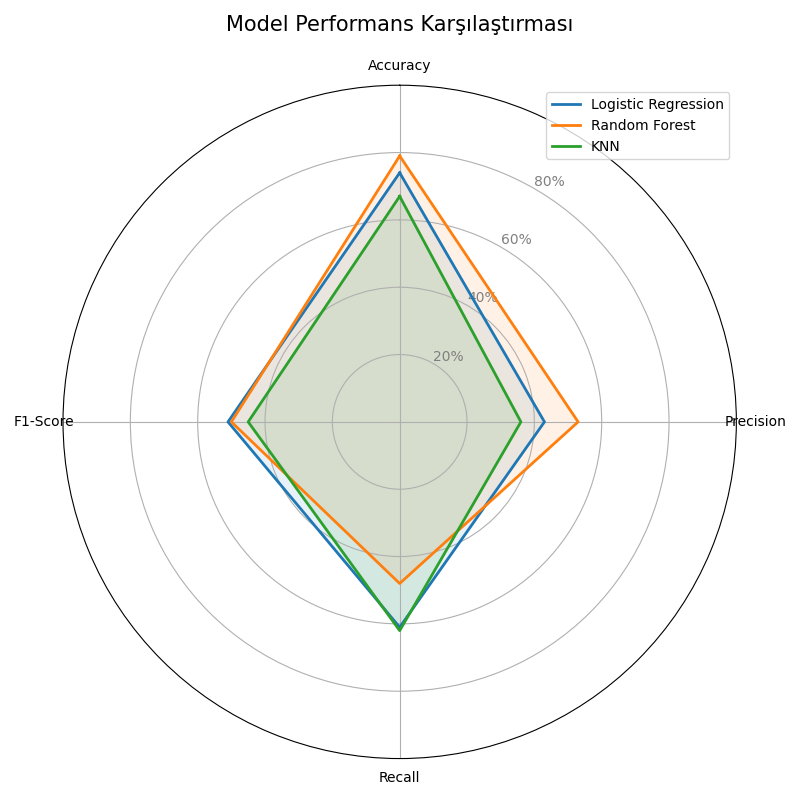 Model Performans Karşılaştırması
Accuracy
Logistic Regression
Random Forest
KNN
80%
60%
40%
20%
F1-Score
Precision
Recall